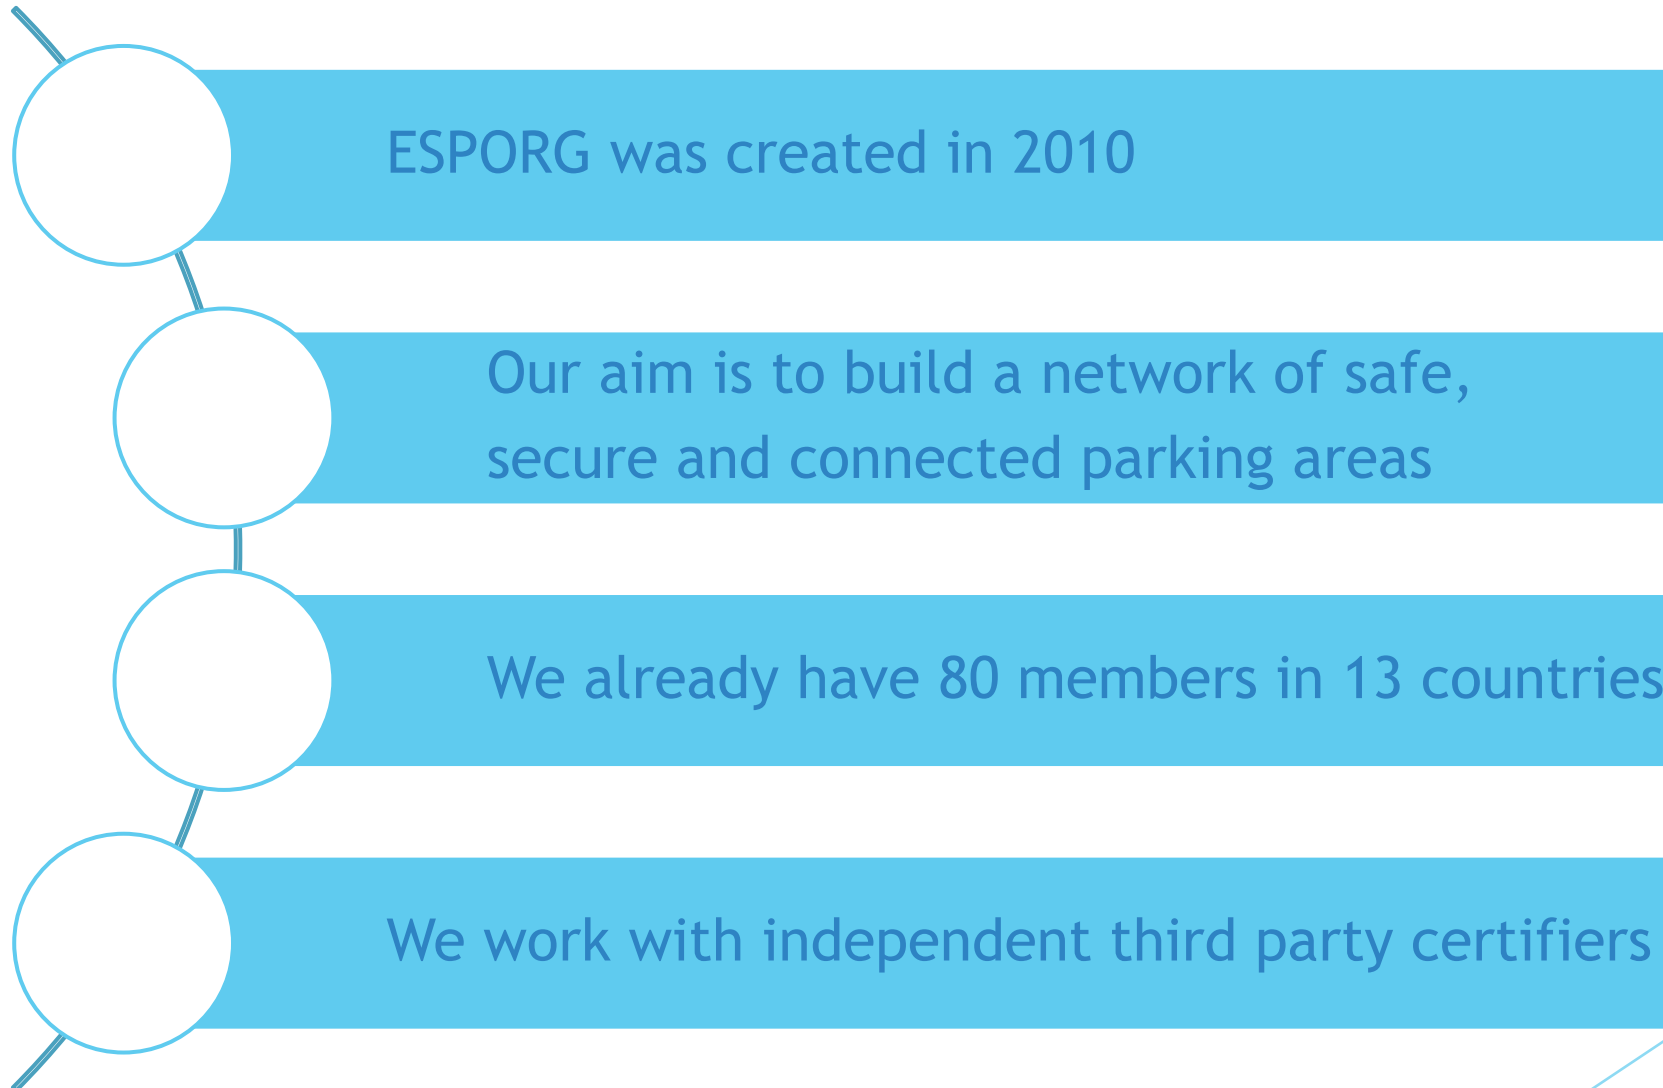 ESPORG was created in 2010
Our aim is to build a network of safe,
secure and connected parking areas
We already have 80 members in 13 countries
We work with independent third party certifiers